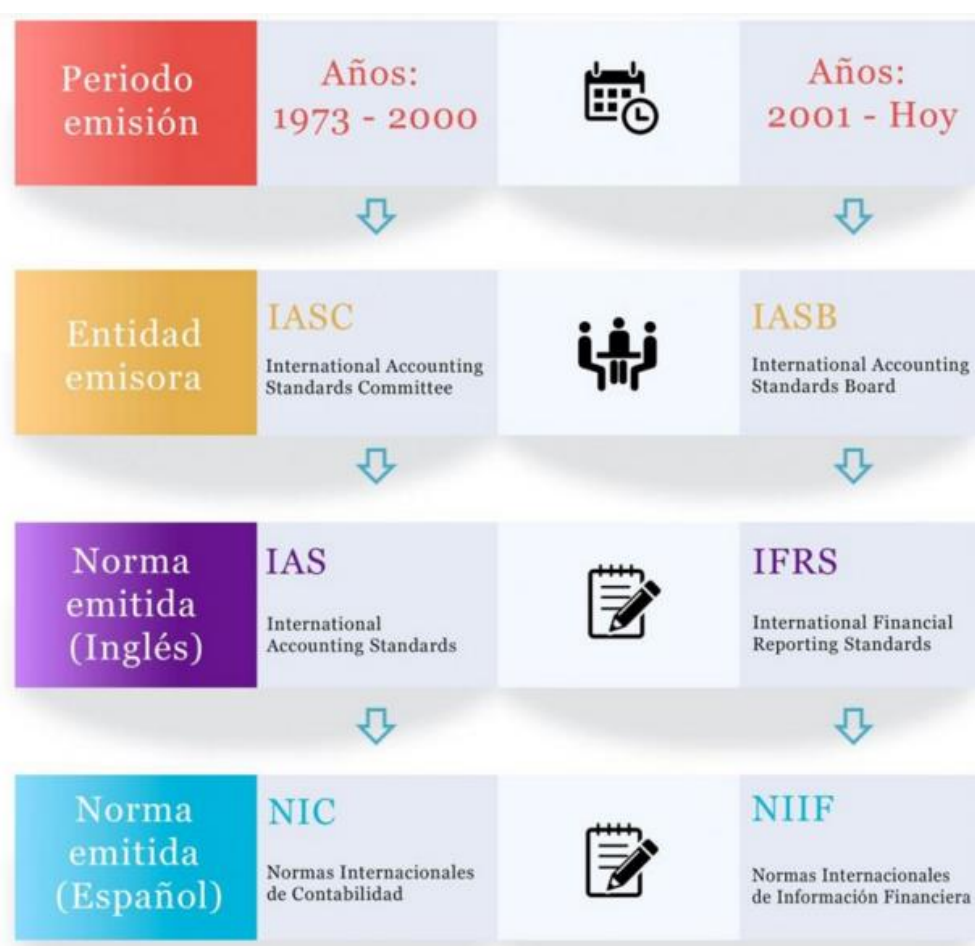 Periodo
emisión
Años:
1973 - 2000
Años:
2001 - Hoy
Entidad
emisora
IASC
International Accounting
Standards Committee
IASB
International Accounting
Standards Board
Norma
emitida
(Inglés)
IAS
International
Accounting Standards
IFRS
International Financial
Reporting Standards
Norma
emitida
(Español)
NIC
Normas Internacionales
de Contabilidad
NIIF
Normas Internacionales
de Información Financiera